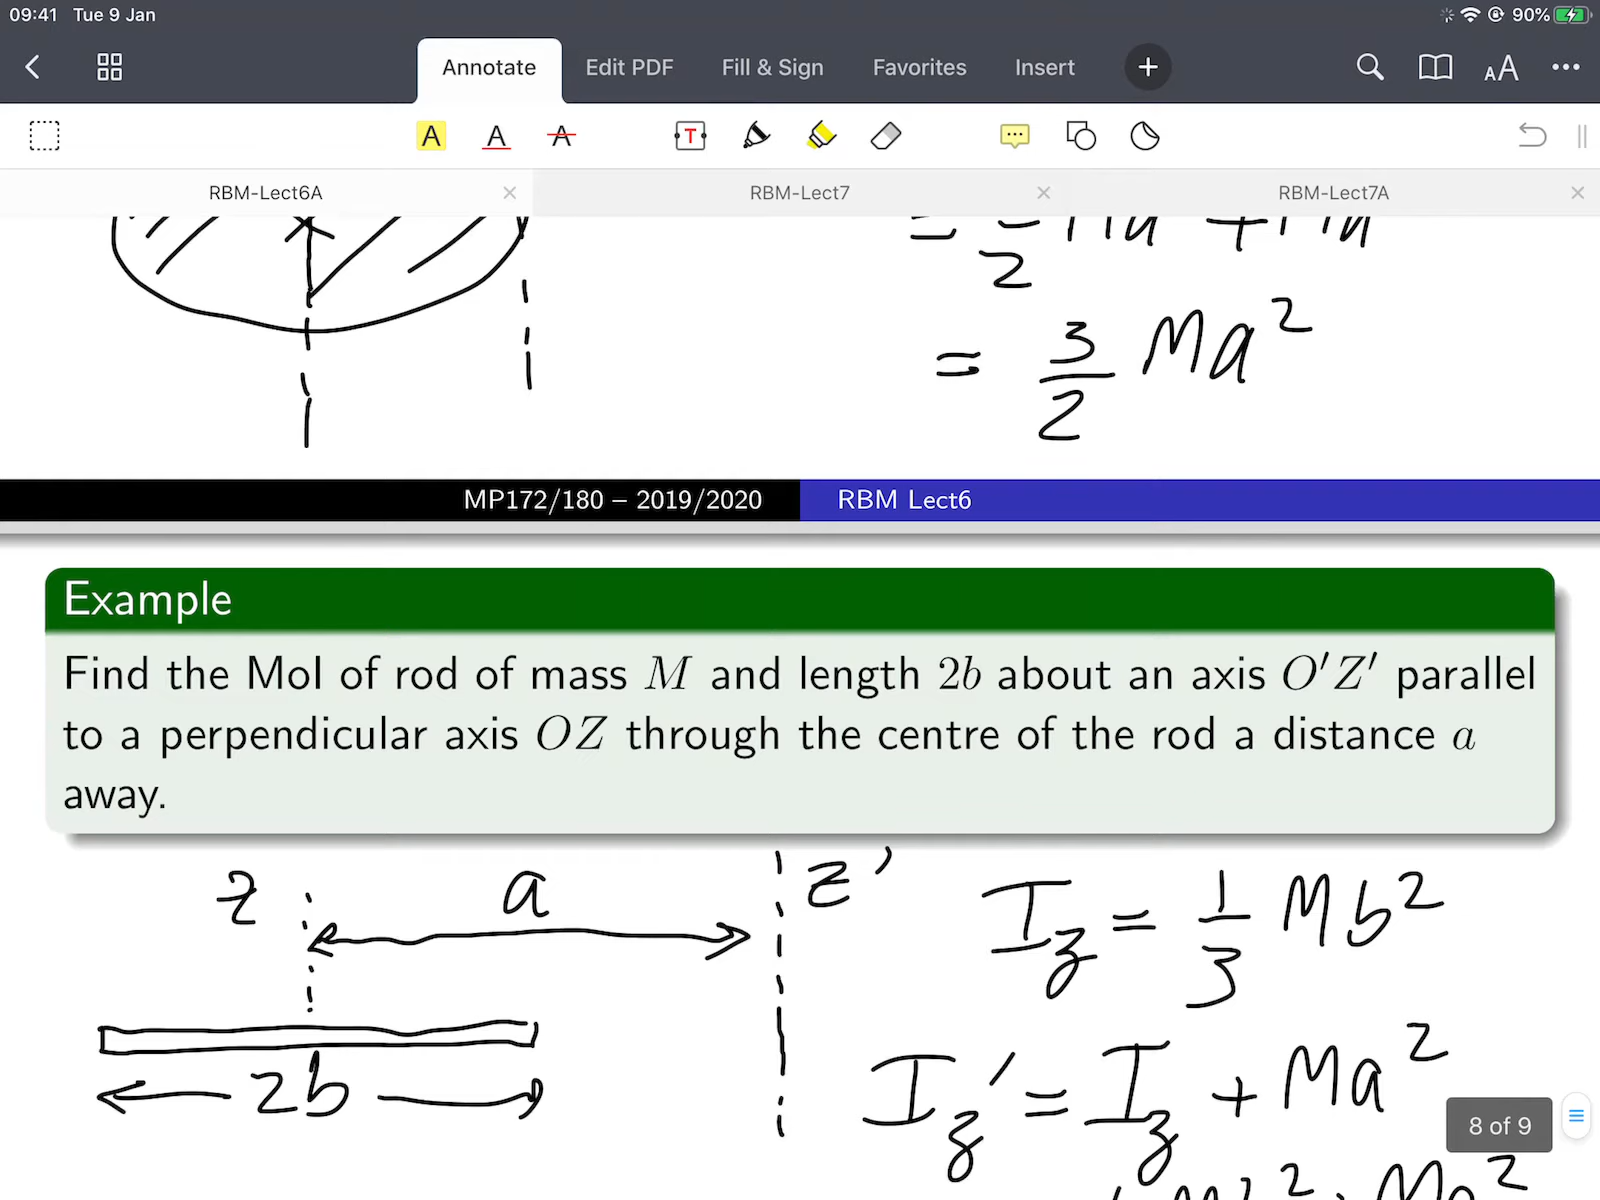 09:41 Tue 9 Jan 90%
Annotate Edit PDF Fill & Sign Favorites Insert + AA
A A A T
RBM-Lect6A RBM-Lect7 RBM-Lect7A
= 3/2 Ma²
MP172/180 – 2019/2020 RBM Lect6
Example
Find the MoI of rod of mass M and length 2b about an axis O′Z′ parallel
to a perpendicular axis OZ through the centre of the rod a distance a
away.
z a z′ I_z = 1/3 Mb²
2b I_z′ = I_z + Ma²
8 of 9